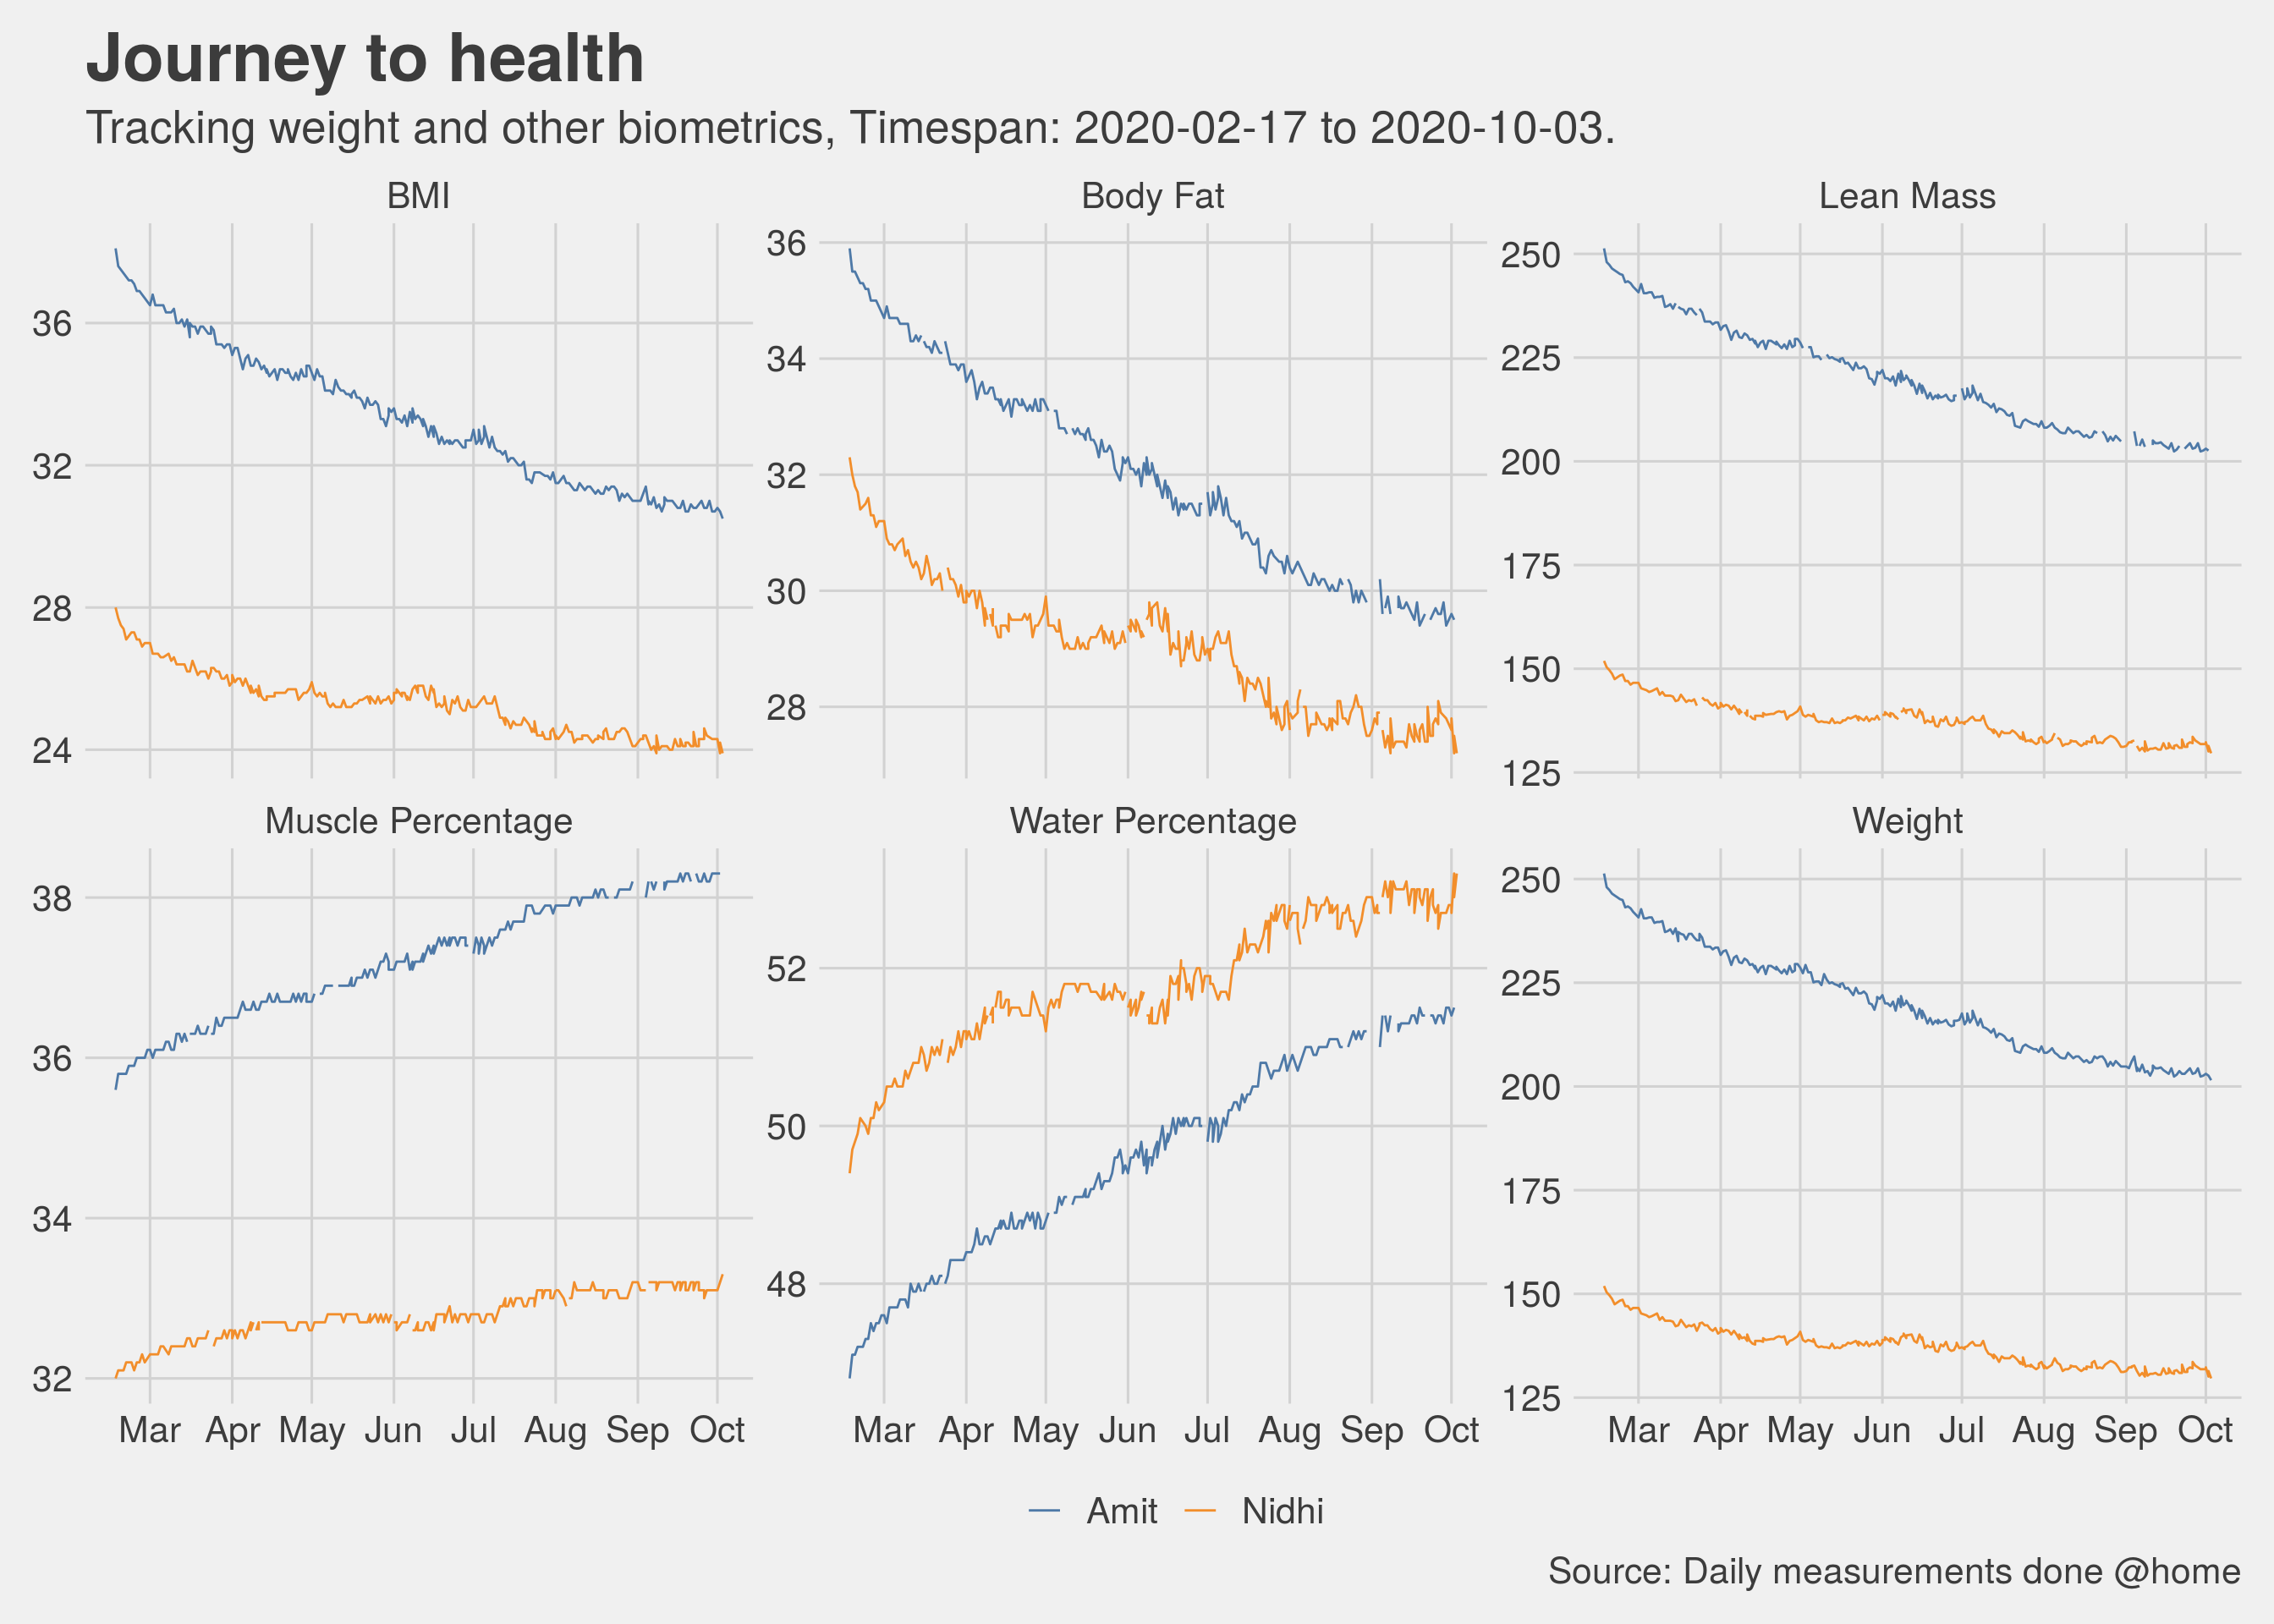 Journey to health
Tracking weight and other biometrics, Timespan: 2020-02-17 to 2020-10-03.
BMI
36
32
28
24
Body Fat
36
34
32
30
28
Lean Mass
250
225
200
175
150
125
Muscle Percentage
38
36
34
32
Mar Apr May Jun Jul Aug Sep Oct
Water Percentage
52
50
48
Mar Apr May Jun Jul Aug Sep Oct
Weight
250
225
200
175
150
125
Mar Apr May Jun Jul Aug Sep Oct
Amit Nidhi
Source: Daily measurements done @home